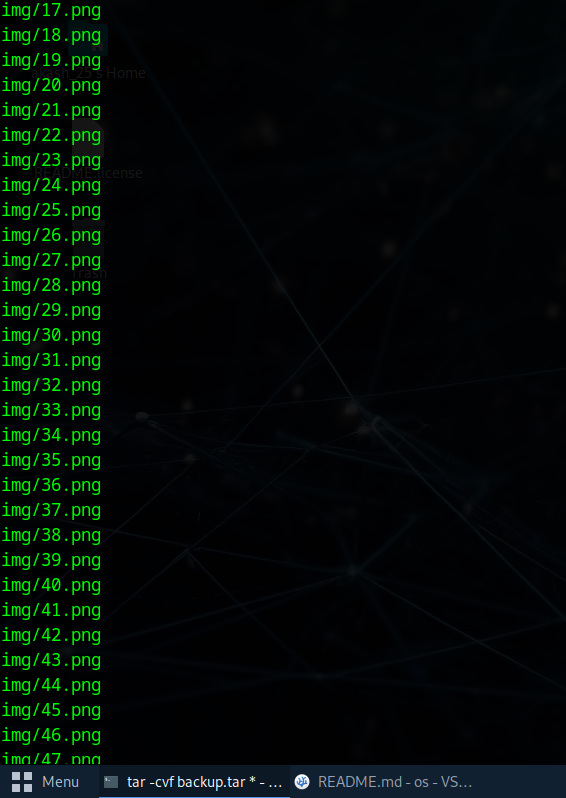 img/17.png
img/18.png
img/19.png
akash_25's Home
img/20.png
img/21.png
img/22.png
img/23.png
README.license
img/24.png
img/25.png
img/26.png
img/27.png
Trash
img/28.png
img/29.png
img/30.png
img/31.png
img/32.png
img/33.png
img/34.png
img/35.png
img/36.png
img/37.png
img/38.png
img/39.png
img/40.png
img/41.png
img/42.png
img/43.png
img/44.png
img/45.png
img/46.png
img/47.png
Menu tar -cvf backup.tar * - ... README.md - os - VS...